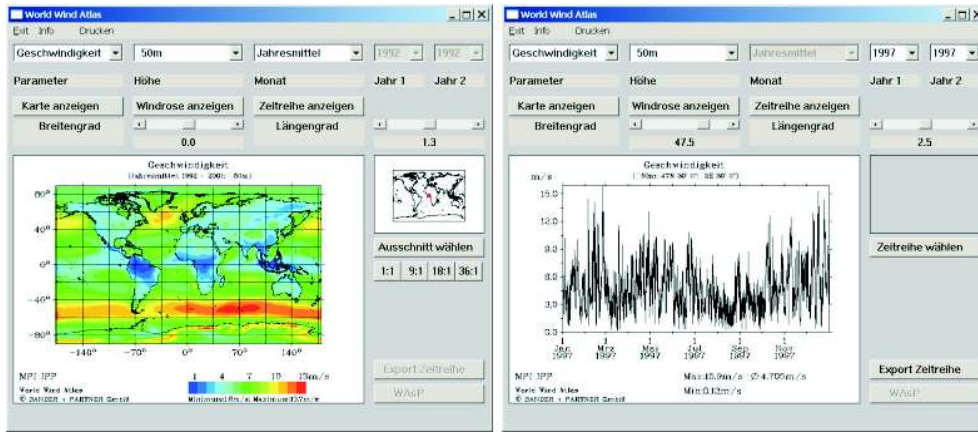 World Wind Atlas
Exit Info Drucken
Geschwindigkeit 50m Jahresmittel 1992 1992
Parameter Höhe Monat Jahr 1 Jahr 2
Karte anzeigen Windrose anzeigen Zeitreihe anzeigen
Breitengrad Längengrad
0.0 1.3
Geschwindigkeit
(Jahresmittel 1992 - 2001: 50m)
80°
40°
0°
-40°
-80°
-140° -70° 0° 70° 140°
Ausschnitt wählen
1:1 9:1 18:1 36:1
MPI IPP
1 4 7 10 13m/s
World Wind Atlas
© SANDER + PARTNER GmbH
Export Zeitreihe
WAsP
World Wind Atlas
Exit Info Drucken
Geschwindigkeit 50m Jahresmittel 1997 1997
Parameter Höhe Monat Jahr 1 Jahr 2
Karte anzeigen Windrose anzeigen Zeitreihe anzeigen
Breitengrad Längengrad
47.5 2.5
Geschwindigkeit
m/s
15.0
12.0
9.0
6.0
3.0
0.0
Jan Mrz Mai Jul Sep Nov
1997 1997 1997 1997 1997 1997
Zeitreihe wählen
MPI IPP
World Wind Atlas
© SANDER + PARTNER GmbH
Export Zeitreihe
WAsP